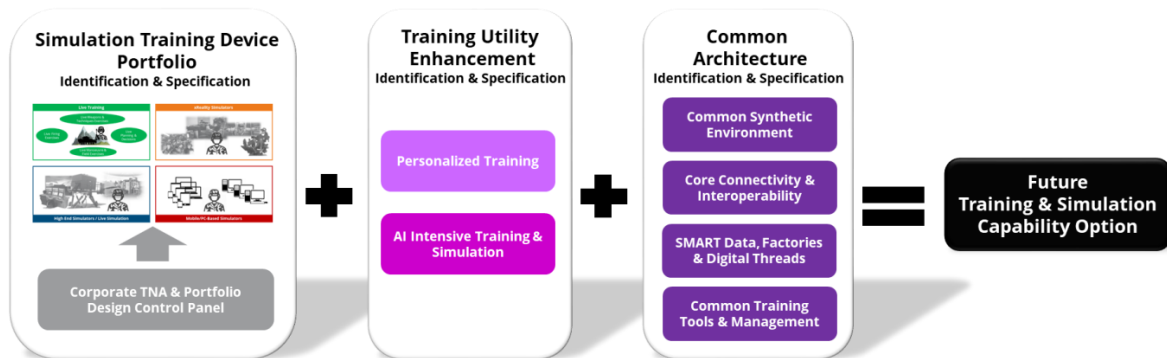 Simulation Training Device
Portfolio
Identification & Specification
Live Training
eReality Simulators
High-End Simulators / Live Simulation
Mobile/PC-Based Simulators
Corporate TNA & Portfolio
Design Control Panel
Training Utility
Enhancement
Identification & Specification
Personalized Training
AI Intensive Training &
Simulation
Common
Architecture
Identification & Specification
Common Synthetic
Environment
Core Connectivity &
Interoperability
SMART Data, Factories
& Digital Threads
Common Training
Tools & Management
Future
Training & Simulation
Capability Option